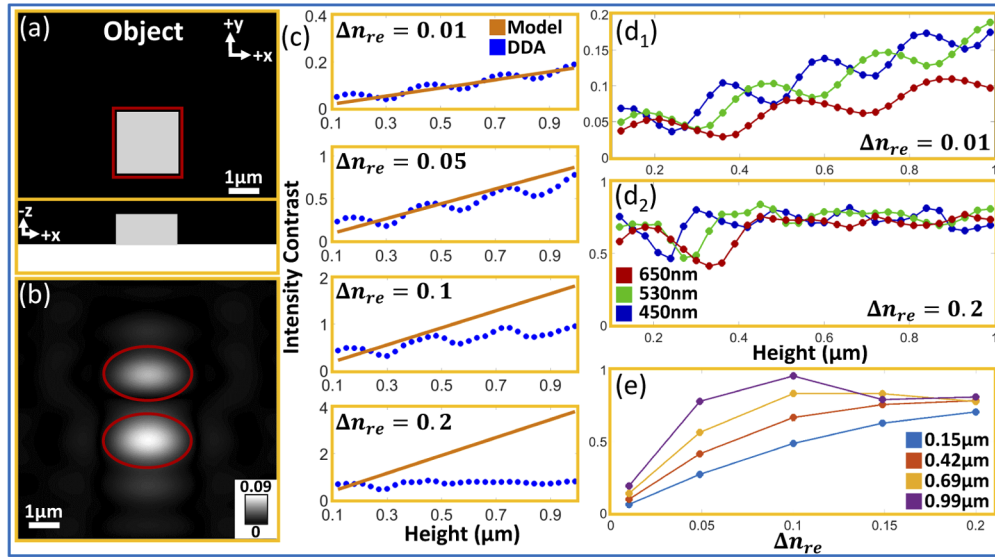 (a) Object
+y
+x
1μm
-z
+x
(b)
0.09
0
1μm
(c)
Intensity Contrast
0.4
0.2
0
Δn_re = 0.01
Model
DDA
0.1 0.3 0.5 0.7 0.9
1
0.5
0
Δn_re = 0.05
0.1 0.3 0.5 0.7 0.9
2
1
0
Δn_re = 0.1
0.1 0.3 0.5 0.7 0.9
4
2
0
Δn_re = 0.2
0.1 0.3 0.5 0.7 0.9
Height (μm)
(d₁)
0.2
0.15
0.1
0.05
0
Δn_re = 0.01
0.2 0.4 0.6 0.8 1
(d₂)
1
0.5
0
650nm
530nm
450nm
Δn_re = 0.2
0.2 0.4 0.6 0.8 1
Height (μm)
(e)
1
0.5
0
0.15μm
0.42μm
0.69μm
0.99μm
0 0.05 0.1 0.15 0.2
Δn_re